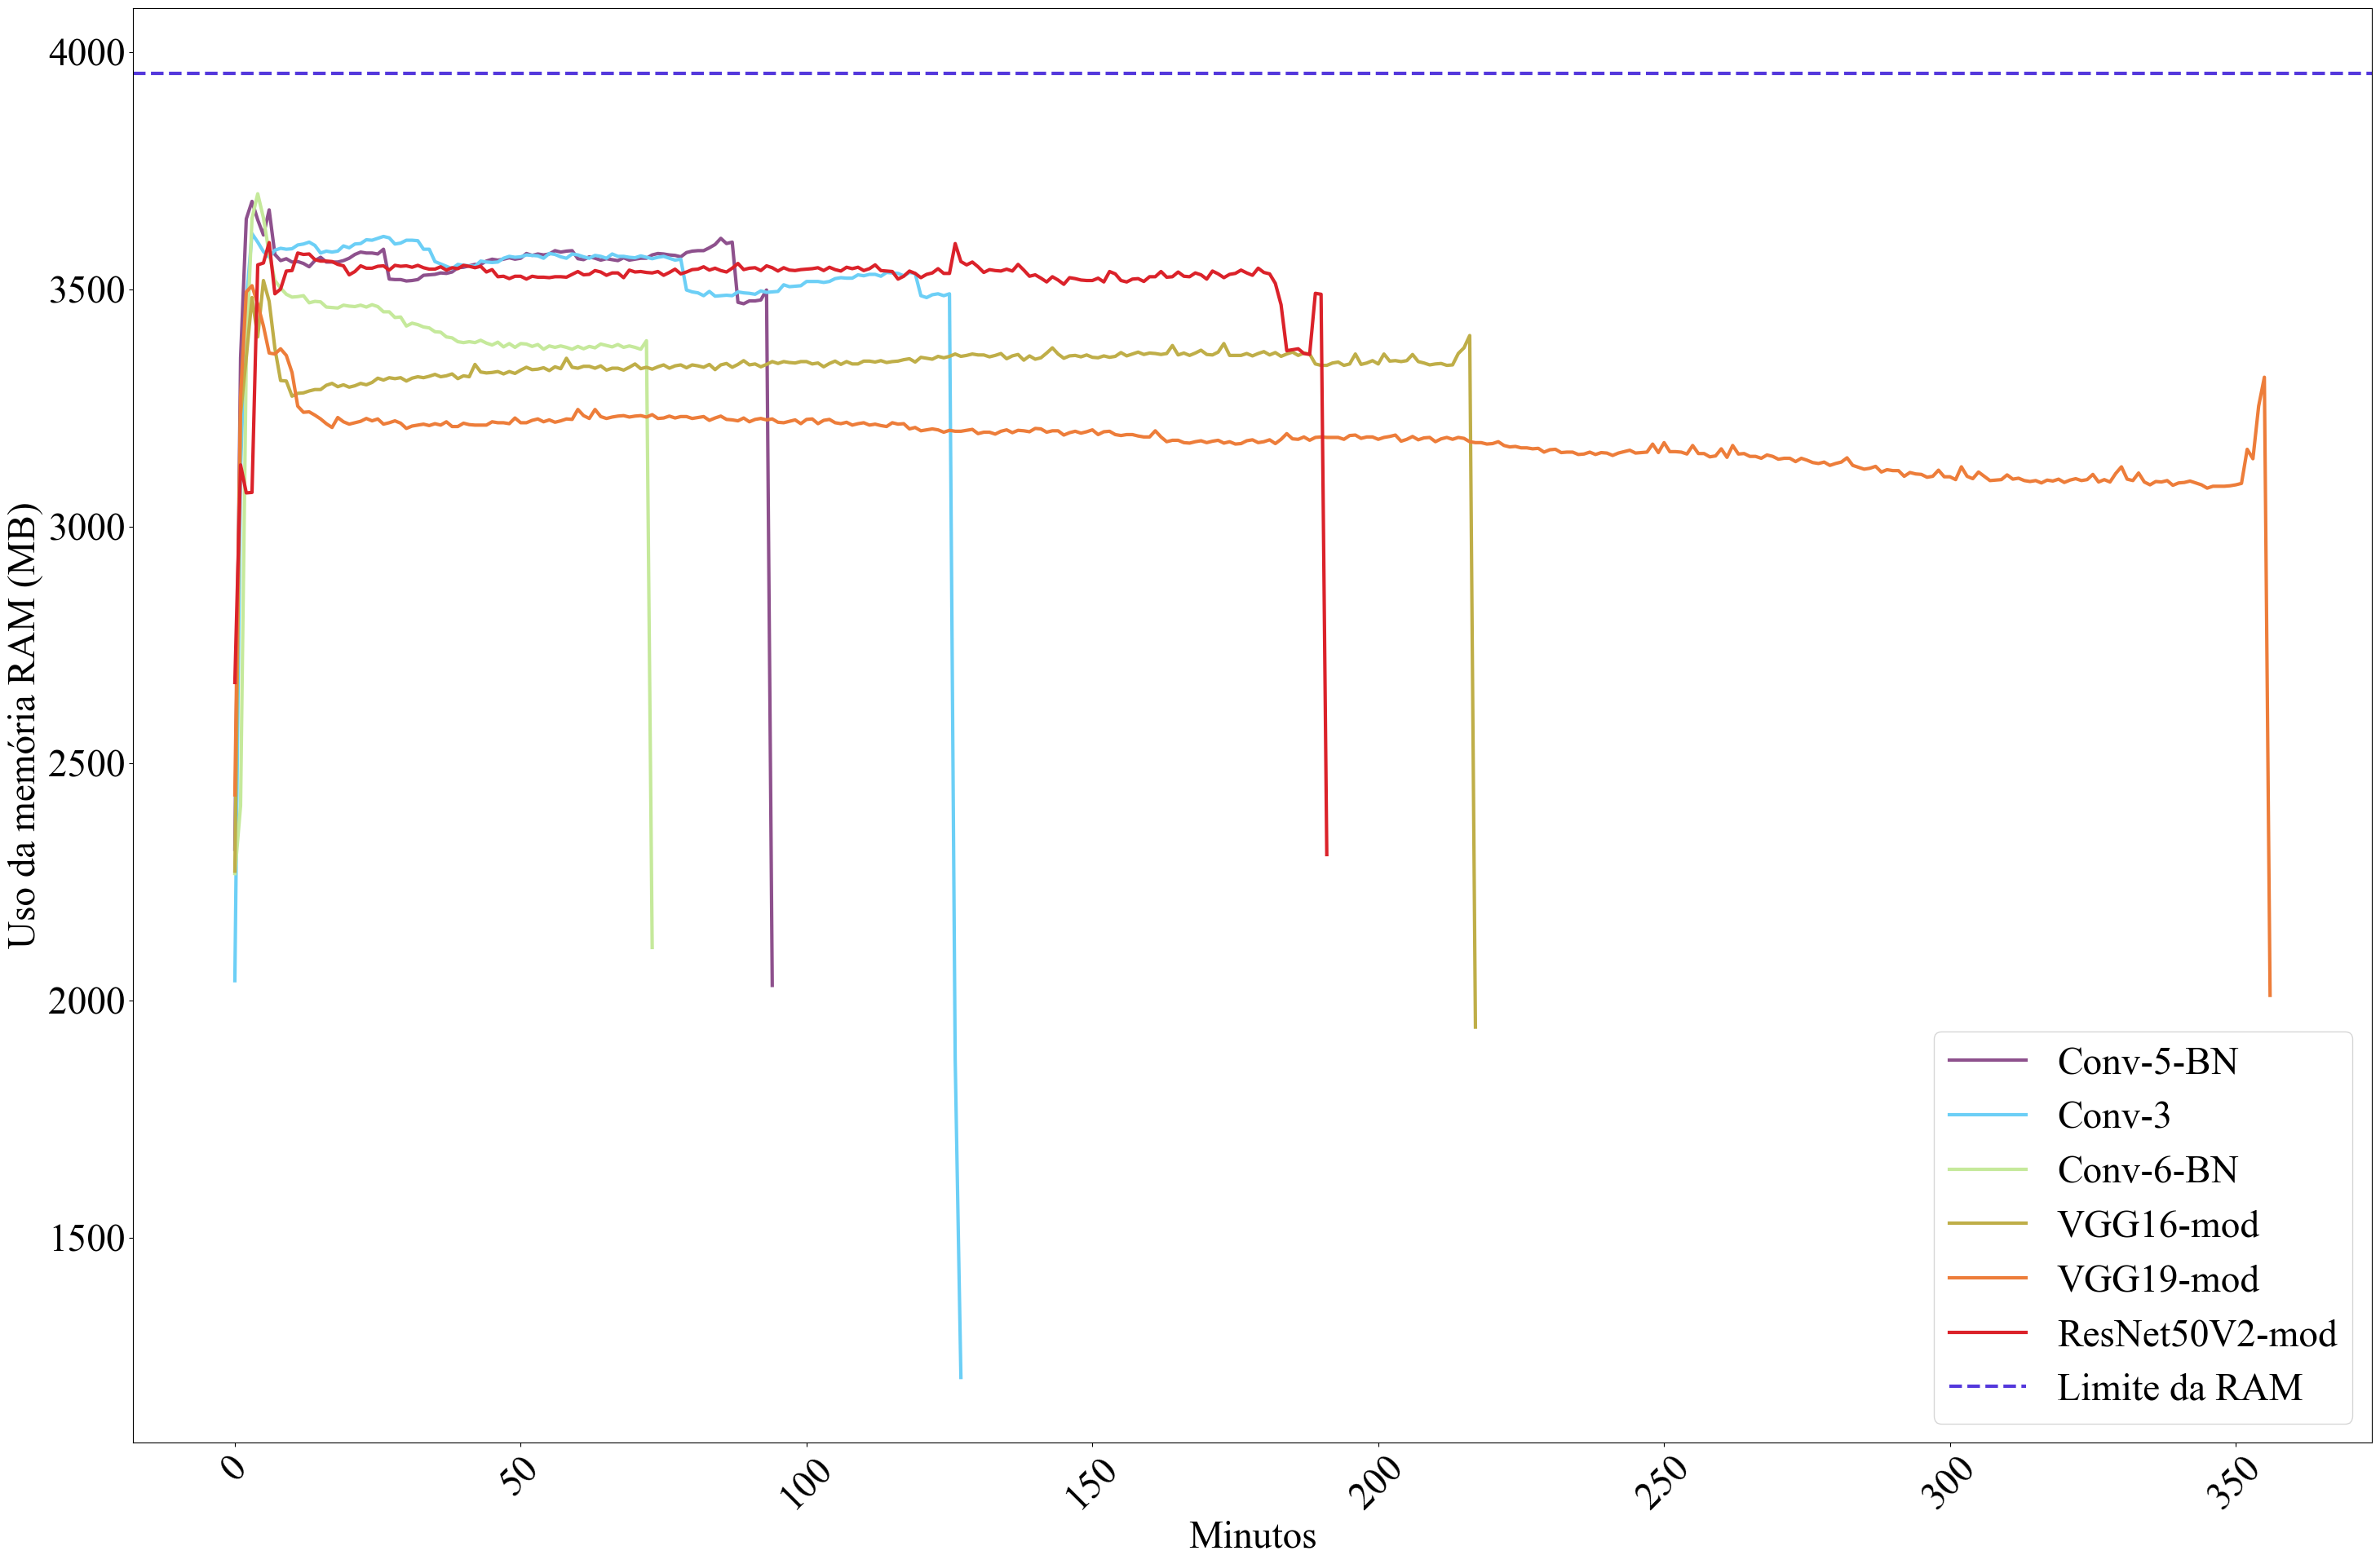 Uso da memória RAM (MB)
4000
3500
3000
2500
2000
1500
Conv-5-BN
Conv-3
Conv-6-BN
VGG16-mod
VGG19-mod
ResNet50V2-mod
Limite da RAM
0
50
100
150
200
250
300
350
Minutos